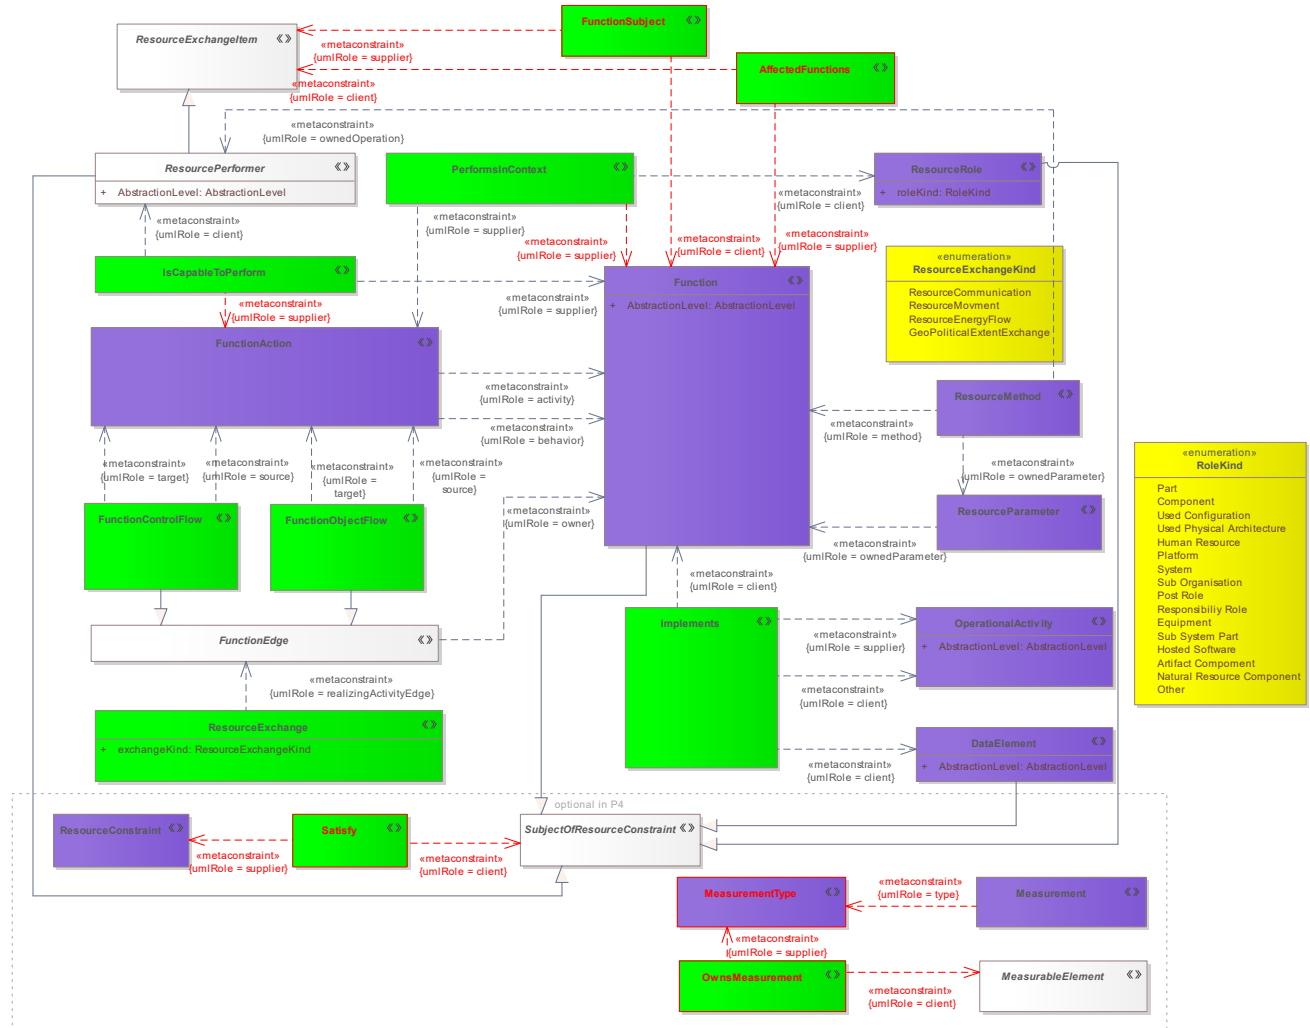 FunctionSubject
ResourceExchangeItem
«metaconstraint»
{umlRole = supplier}
AffectedFunctions
«metaconstraint»
{umlRole = client}
«metaconstraint»
{umlRole = ownedOperation}
ResourcePerformer
+ AbstractionLevel: AbstractionLevel
PerformsInContext
ResourceRole
+ roleKind: RoleKind
«metaconstraint»
{umlRole = client}
«metaconstraint»
{umlRole = client}
«metaconstraint»
{umlRole = supplier}
«metaconstraint»
{umlRole = supplier}
«metaconstraint»
{umlRole = client}
«metaconstraint»
{umlRole = supplier}
IsCapableToPerform
«metaconstraint»
{umlRole = supplier}
«metaconstraint»
{umlRole = supplier}
Function
+ AbstractionLevel: AbstractionLevel
«enumeration»
ResourceExchangeKind
ResourceCommunication
ResourceMovment
ResourceEnergyFlow
GeoPoliticalExtentExchange
FunctionAction
«metaconstraint»
{umlRole = activity}
«metaconstraint»
{umlRole = behavior}
ResourceMethod
«metaconstraint»
{umlRole = method}
«metaconstraint»
{umlRole = ownedParameter}
«metaconstraint»
{umlRole = target}
«metaconstraint»
{umlRole = source}
«metaconstraint»
{umlRole =
target}
«metaconstraint»
{umlRole =
source}
FunctionControlFlow
FunctionObjectFlow
«metaconstraint»
{umlRole = owner}
ResourceParameter
«metaconstraint»
{umlRole = ownedParameter}
«enumeration»
RoleKind
Part
Component
Used Configuration
Used Physical Architecture
Human Resource
Platform
System
Sub Organisation
Post Role
Responsibiliy Role
Equipment
Sub System Part
Hosted Software
Artifact Compoment
Natural Resource Component
Other
«metaconstraint»
{umlRole = client}
FunctionEdge
Implements
«metaconstraint»
{umlRole = supplier}
OperationalActivity
+ AbstractionLevel: AbstractionLevel
«metaconstraint»
{umlRole = client}
«metaconstraint»
{umlRole = realizingActivityEdge}
ResourceExchange
+ exchangeKind: ResourceExchangeKind
«metaconstraint»
{umlRole = client}
DataElement
+ AbstractionLevel: AbstractionLevel
optional in P4
ResourceConstraint
«metaconstraint»
{umlRole = supplier}
Satisfy
«metaconstraint»
{umlRole = client}
SubjectOfResourceConstraint
MeasurementType
«metaconstraint»
{umlRole = type}
Measurement
«metaconstraint»
{umlRole = supplier}
OwnsMeasurement
«metaconstraint»
{umlRole = client}
MeasurableElement